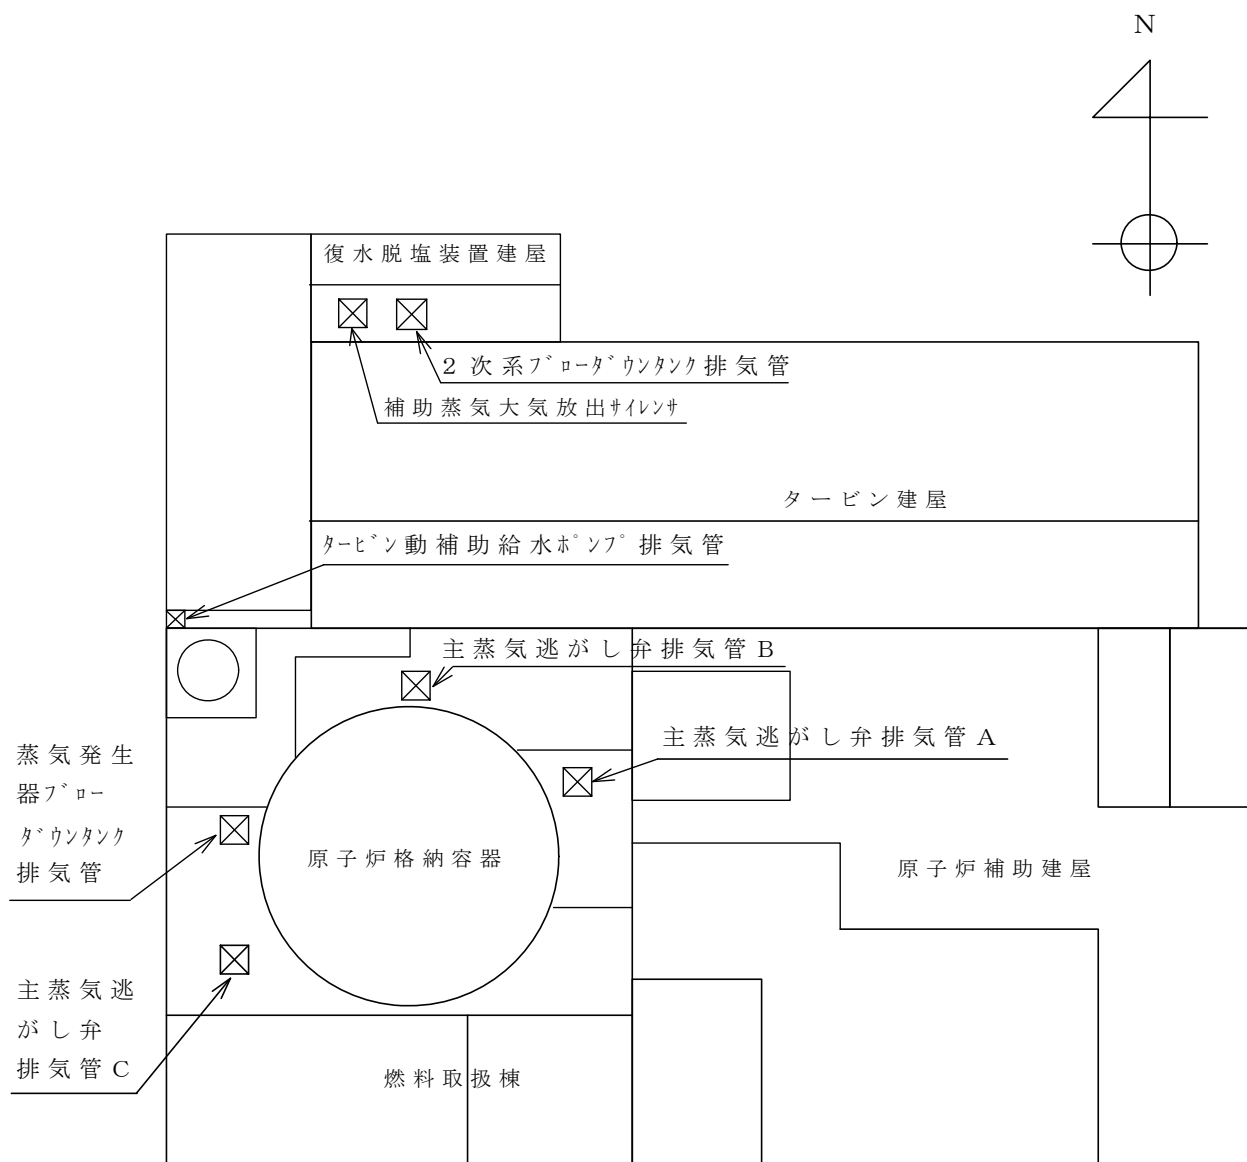 N
復水脱塩装置建屋
2次系ブローダウンタンク排気管
補助蒸気大気放出サイレンサ
タービン建屋
タービン動補助給水ポンプ排気管
主蒸気逃がし弁排気管B
主蒸気逃がし弁排気管A
蒸気発生
器ブロー
ダウンタンク
排気管
原子炉格納容器
原子炉補助建屋
主蒸気逃
がし弁
排気管C
燃料取扱棟